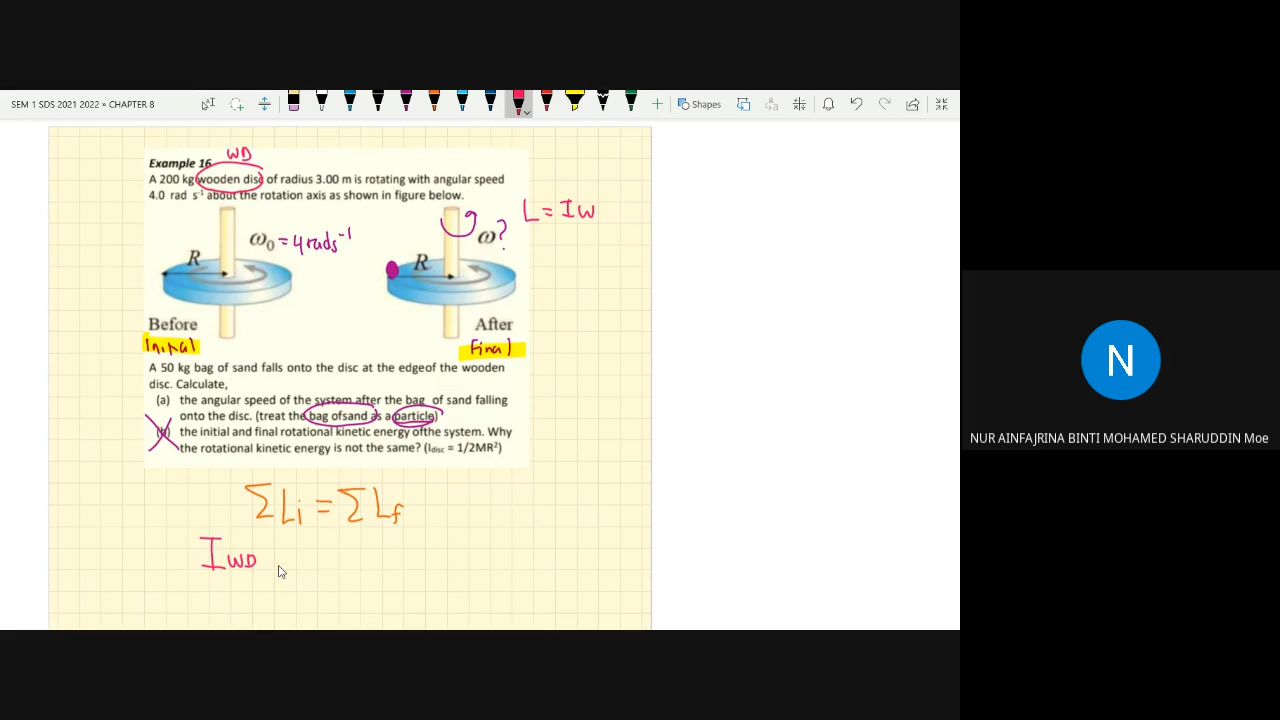 SEM 1 SDS 2021 2022 » CHAPTER 8
Shapes
WD
Example 16
A 200 kg wooden disc of radius 3.00 m is rotating with angular speed
4.0 rad s⁻¹ about the rotation axis as shown in figure below.
L = Iω
ω₀ = 4 rad s⁻¹
ω?
R
R
Before
After
Initial
Final
A 50 kg bag of sand falls onto the disc at the edgeof the wooden
disc. Calculate,
(a) the angular speed of the system after the bag of sand falling
onto the disc. (treat the bag ofsand as a particle)
(b) the initial and final rotational kinetic energy ofthe system. Why
the rotational kinetic energy is not the same? (Idisc = 1/2MR²)
ΣLi = ΣLf
I WD
N
NUR AINFAJRINA BINTI MOHAMED SHARUDDIN Moe